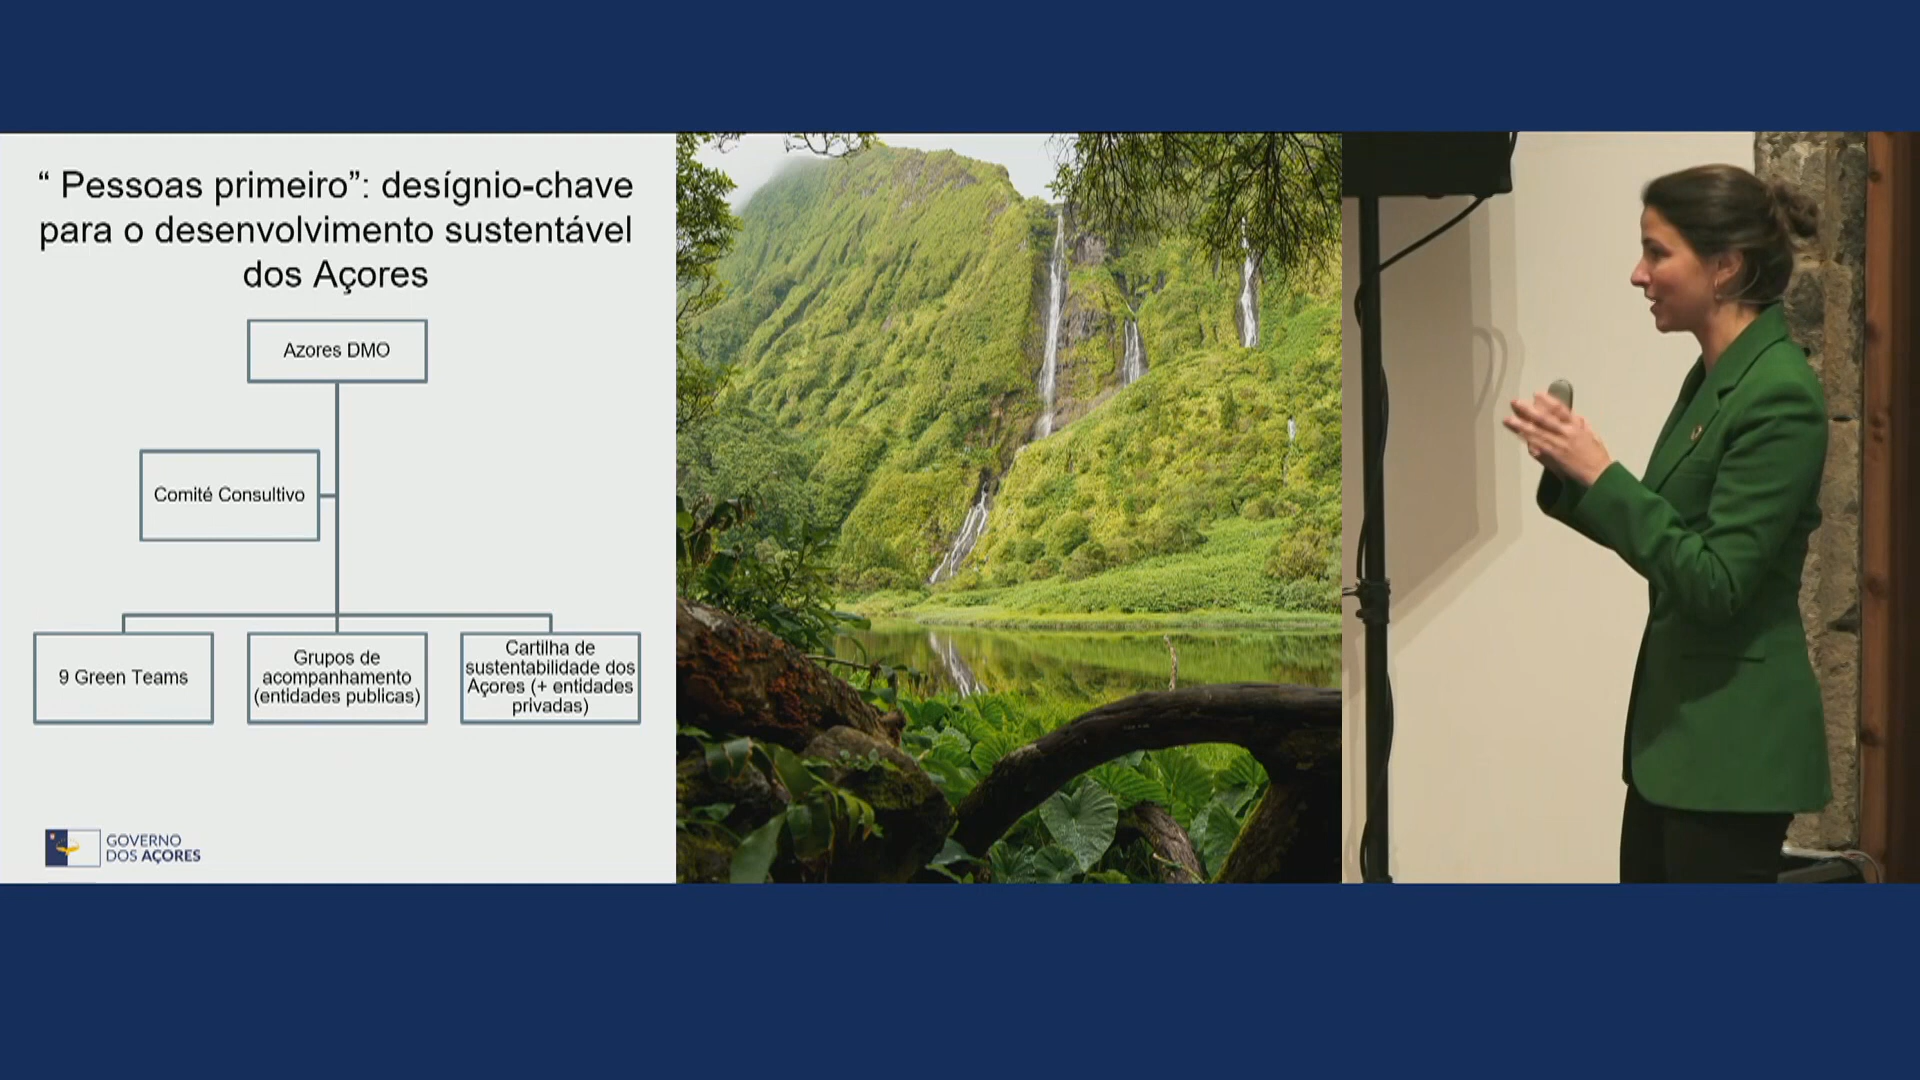 “ Pessoas primeiro”: desígnio-chave
para o desenvolvimento sustentável
dos Açores
Azores DMO
Comité Consultivo
9 Green Teams
Grupos de
acompanhamento
(entidades publicas)
Cartilha de
sustentabilidade dos
Açores (+ entidades
privadas)
GOVERNO
DOS AÇORES